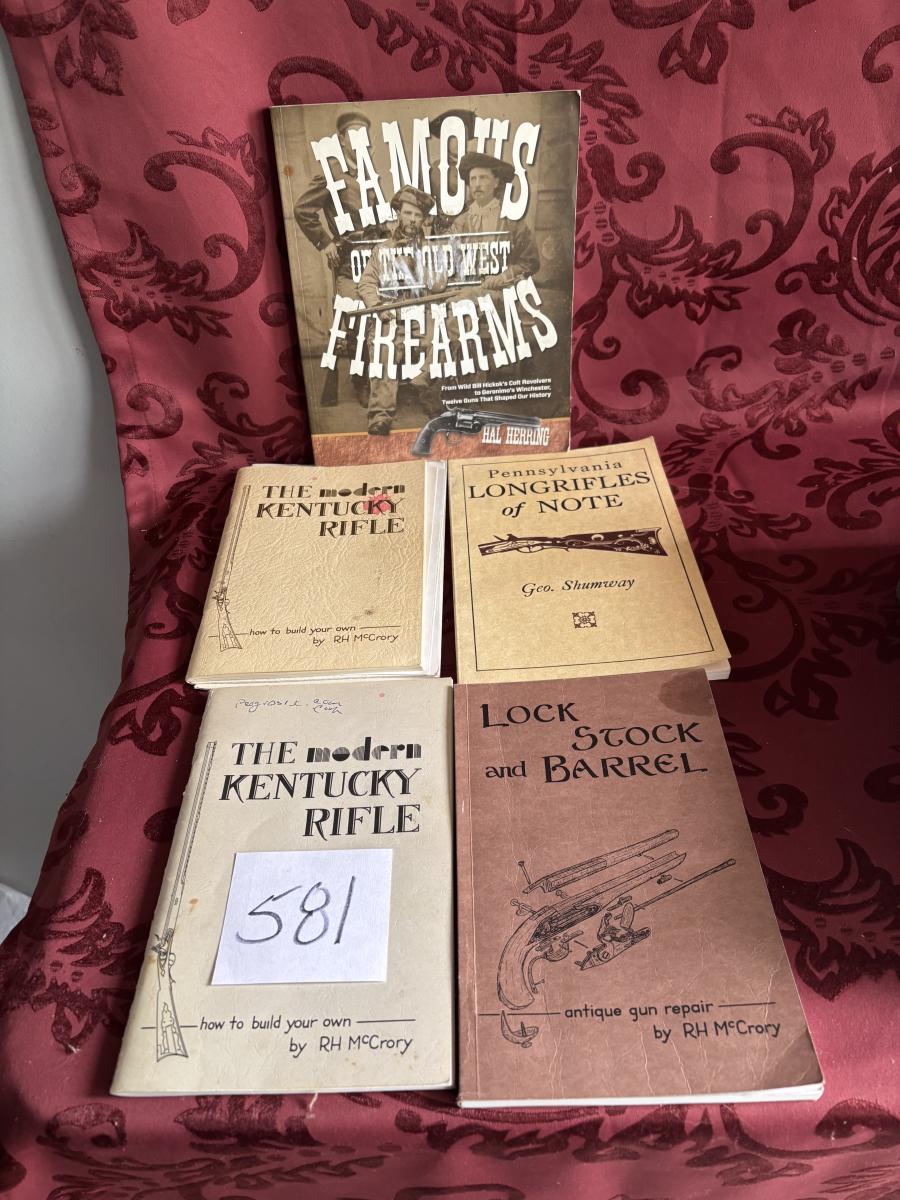 FAMOUS
OF THE OLD WEST
FIREARMS
From Wild Bill Hickok's Colt Revolvers
to Geronimo's Winchester,
Twelve Guns That Shaped Our History
HAL HERRING
THE modern
KENTUCKY
RIFLE
how to build your own
by RH McCrory
Pennsylvania
LONGRIFLES
of NOTE
Geo. Shumway
THE modern
KENTUCKY
RIFLE
581
how to build your own
by RH McCrory
LOCK
STOCK
and BARREL
antique gun repair
by RH McCrory